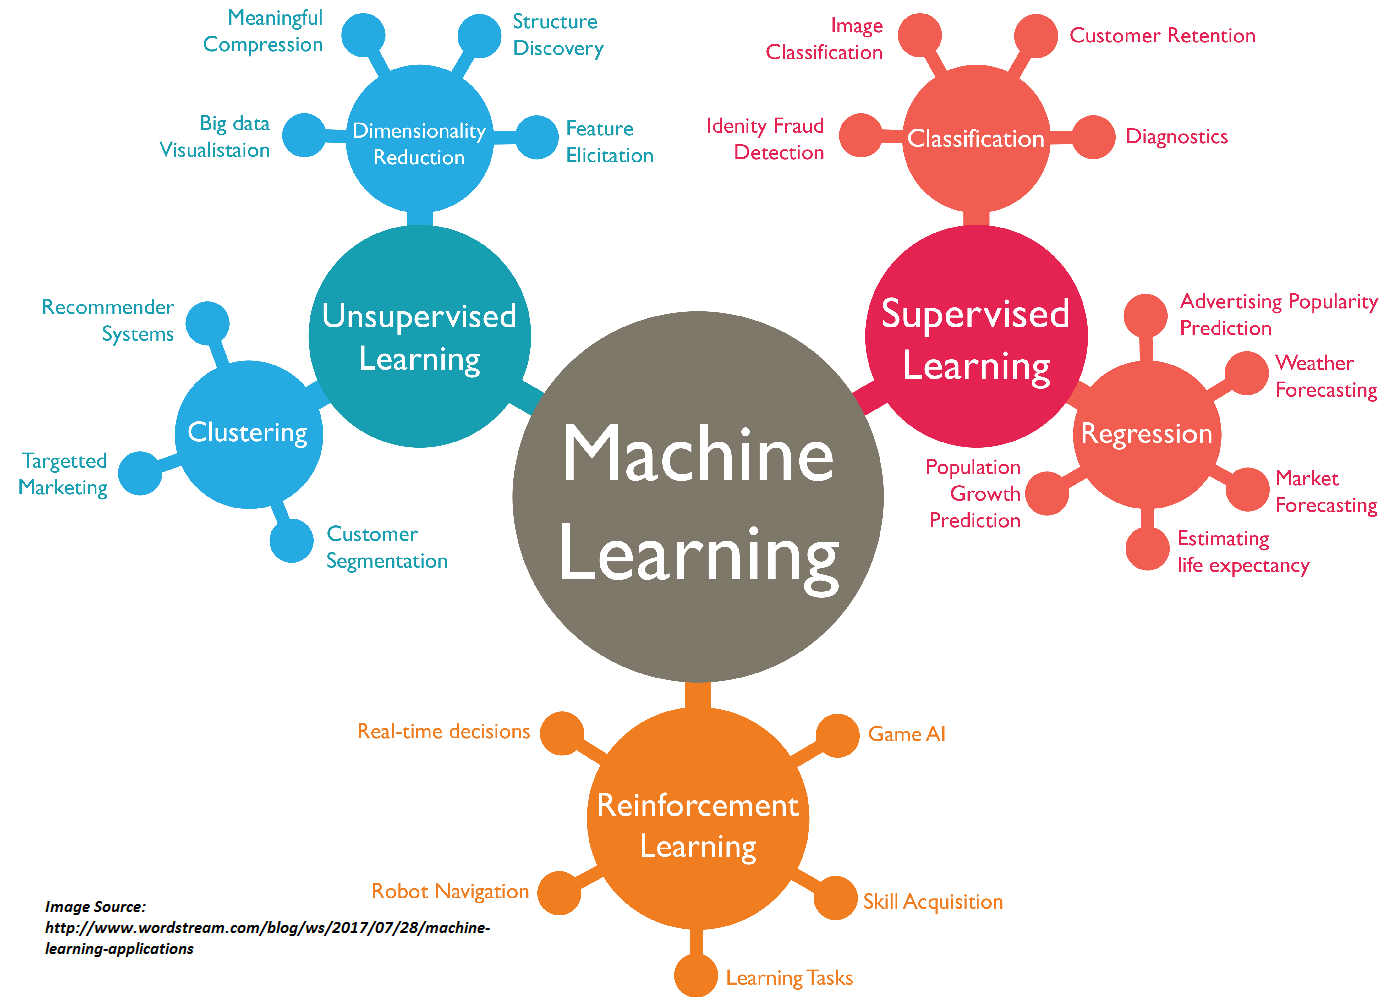 Meaningful
Compression
Structure
Discovery
Big data
Visualistaion
Dimensionality
Reduction
Feature
Elicitation
Image
Classification
Customer Retention
Idenity Fraud
Detection
Classification
Diagnostics
Unsupervised
Learning
Supervised
Learning
Recommender
Systems
Clustering
Targetted
Marketing
Customer
Segmentation
Machine
Learning
Advertising Popularity
Prediction
Weather
Forecasting
Regression
Population
Growth
Prediction
Market
Forecasting
Estimating
life expectancy
Real-time decisions
Game AI
Reinforcement
Learning
Robot Navigation
Skill Acquisition
Learning Tasks
Image Source:
http://www.wordstream.com/blog/ws/2017/07/28/machine-
learning-applications